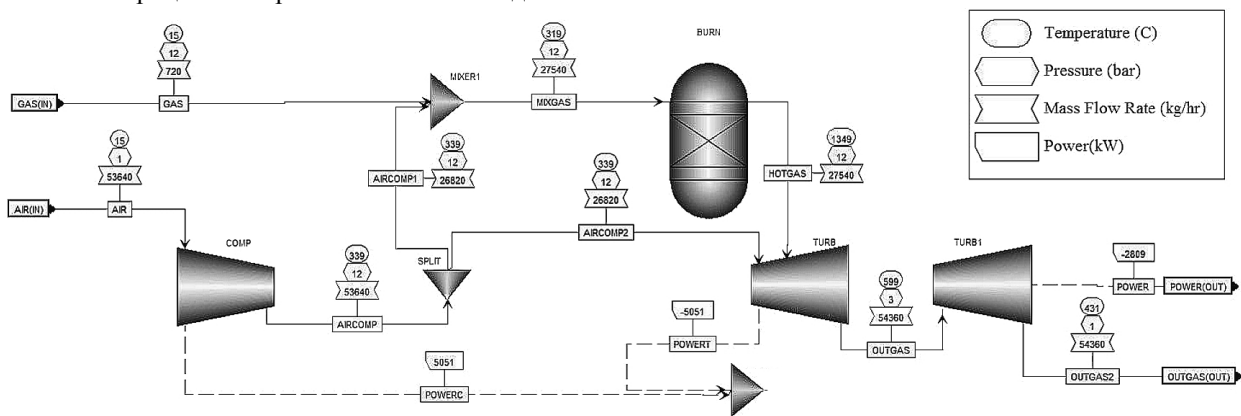 BURN
Temperature (C)
Pressure (bar)
Mass Flow Rate (kg/hr)
Power(kW)
15
12
720
GAS(IN)
GAS
MIXER1
319
12
27540
MIXGAS
15
1
53640
AIR(IN)
AIR
339
12
26820
AIRCOMP1
339
12
26820
AIRCOMP2
1349
12
27540
HOTGAS
COMP
339
12
53640
AIRCOMP
SPLIT
TURB
TURB1
599
3
54360
OUTGAS
-2809
POWER
POWER(OUT)
-5051
POWERT
5051
POWERC
431
1
54360
OUTGAS2
OUTGAS(OUT)